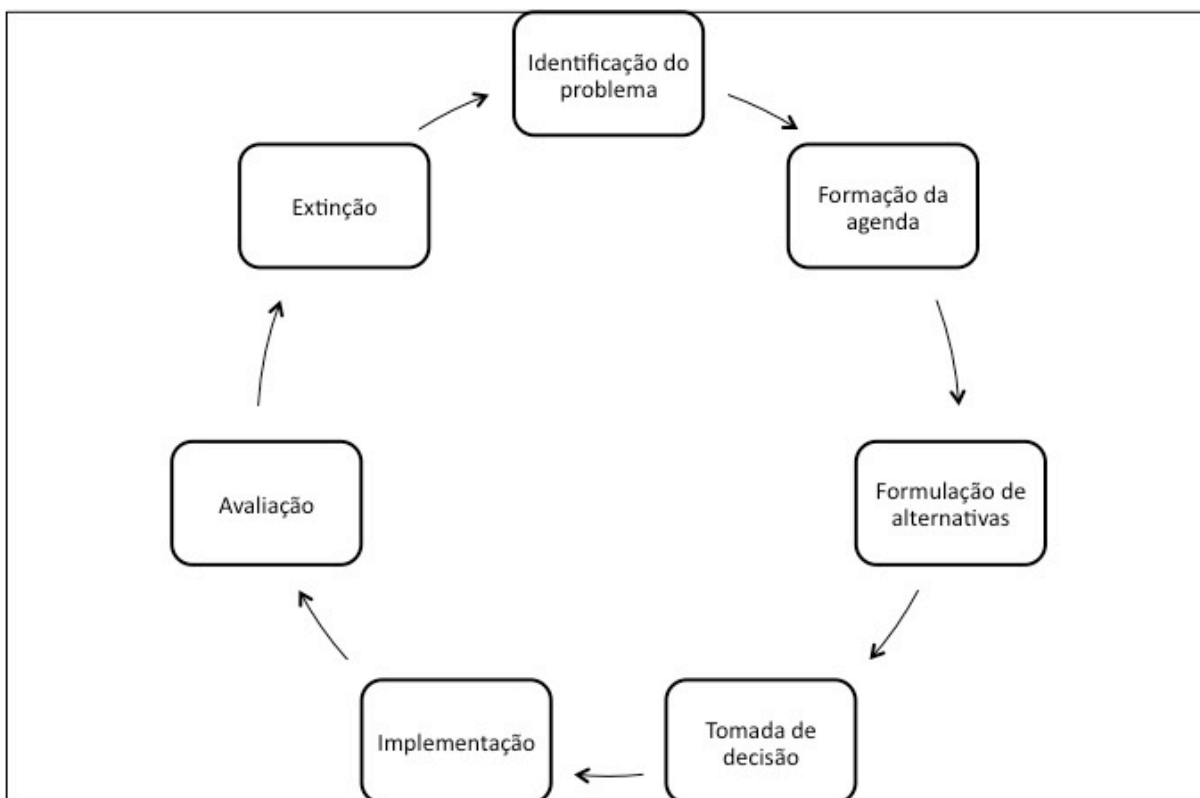 Identificação do
problema
Formação da
agenda
Formulação de
alternativas
Tomada de
decisão
Implementação
Avaliação
Extinção